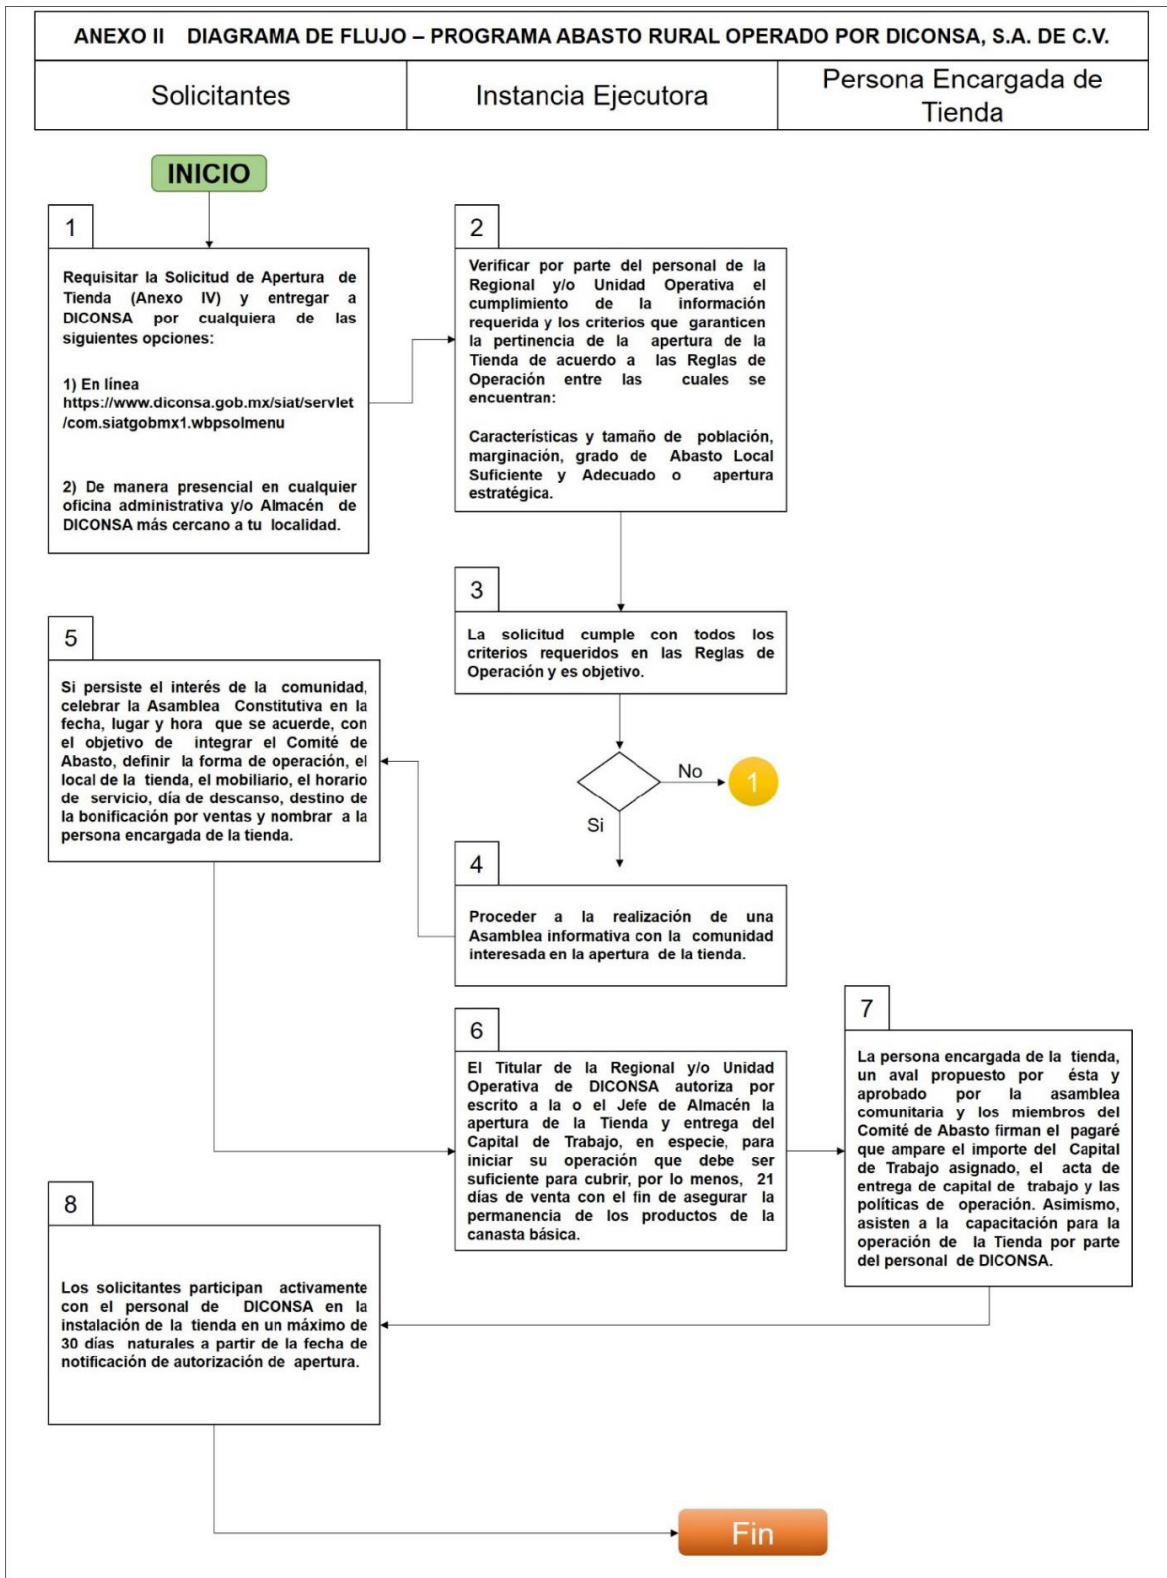 ANEXO II DIAGRAMA DE FLUJO – PROGRAMA ABASTO RURAL OPERADO POR DICONSA, S.A. DE C.V.
Solicitantes
Instancia Ejecutora
Persona Encargada de
Tienda
INICIO
1
Requisitar la Solicitud de Apertura de
Tienda (Anexo IV) y entregar a
DICONSA por cualquiera de las
siguientes opciones:
1) En línea
https://www.diconsa.gob.mx/siat/servlet
/com.siatgobmx1.wbpsolmenu
2) De manera presencial en cualquier
oficina administrativa y/o Almacén de
DICONSA más cercano a tu localidad.
2
Verificar por parte del personal de la
Regional y/o Unidad Operativa el
cumplimiento de la información
requerida y los criterios que garanticen
la pertinencia de la apertura de la
Tienda de acuerdo a las Reglas de
Operación entre las cuales se
encuentran:
Característícas y tamaño de población,
marginación, grado de Abasto Local
Suficiente y Adecuado o apertura
estratégica.
3
La solicitud cumple con todos los
criterios requeridos en las Reglas de
Operación y es objetivo.
No
1
Si
4
Proceder a la realización de una
Asamblea informativa con la comunidad
interesada en la apertura de la tienda.
5
Si persiste el interés de la comunidad,
celebrar la Asamblea Constitutiva en la
fecha, lugar y hora que se acuerde, con
el objetivo de integrar el Comité de
Abasto, definir la forma de operación, el
local de la tienda, el mobiliario, el horario
de servicio, día de descanso, destino de
la bonificación por ventas y nombrar a la
persona encargada de la tienda.
6
El Titular de la Regional y/o Unidad
Operativa de DICONSA autoriza por
escrito a la o el Jefe de Almacén la
apertura de la Tienda y entrega del
Capital de Trabajo, en especie, para
iniciar su operación que debe ser
suficiente para cubrir, por lo menos, 21
días de venta con el fin de asegurar la
permanencia de los productos de la
canasta básica.
7
La persona encargada de la tienda,
un aval propuesto por ésta y
aprobado por la asamblea
comunitaria y los miembros del
Comité de Abasto firman el pagaré
que ampare el importe del Capital
de Trabajo asignado, el acta de
entrega de capital de trabajo y las
políticas de operación. Asimismo,
asisten a la capacitación para la
operación de la Tienda por parte
del personal de DICONSA.
8
Los solicitantes participan activamente
con el personal de DICONSA en la
instalación de la tienda en un máximo de
30 días naturales a partir de la fecha de
notificación de autorización de apertura.
Fin